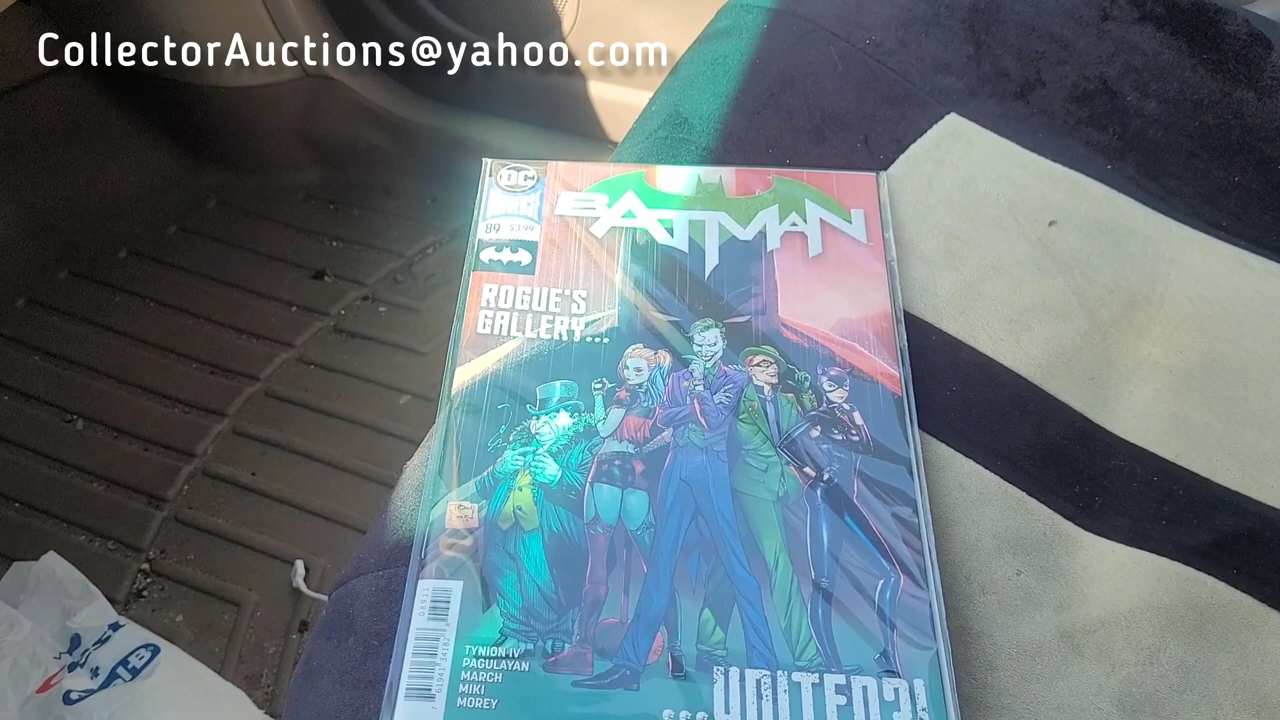 CollectorAuctions@yahoo.com
DC
89 $3.99
BATMAN
ROGUE'S
GALLERY...
TYNION IV
PAGULAYAN
MARCH
MIKI
MOREY
...UNITED?!